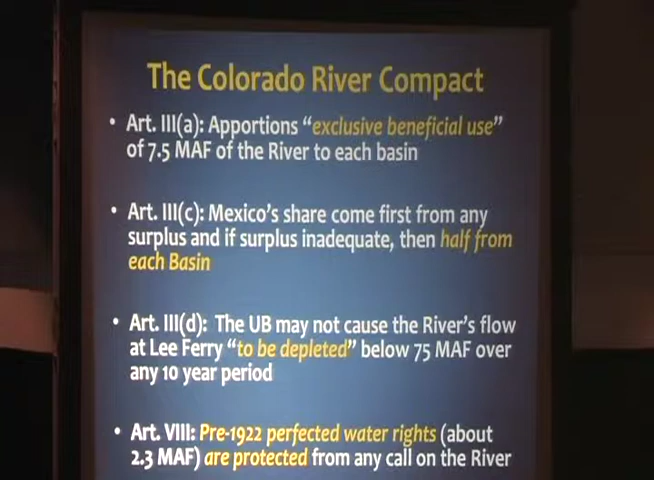 The Colorado River Compact
• Art. III(a): Apportions “exclusive beneficial use”
of 7.5 MAF of the River to each basin
• Art. III(c): Mexico's share come first from any
surplus and if surplus inadequate, then half from
each Basin
• Art. III(d): The UB may not cause the River's flow
at Lee Ferry “to be depleted” below 75 MAF over
any 10 year period
• Art. VIII: Pre-1922 perfected water rights (about
2.3 MAF) are protected from any call on the River